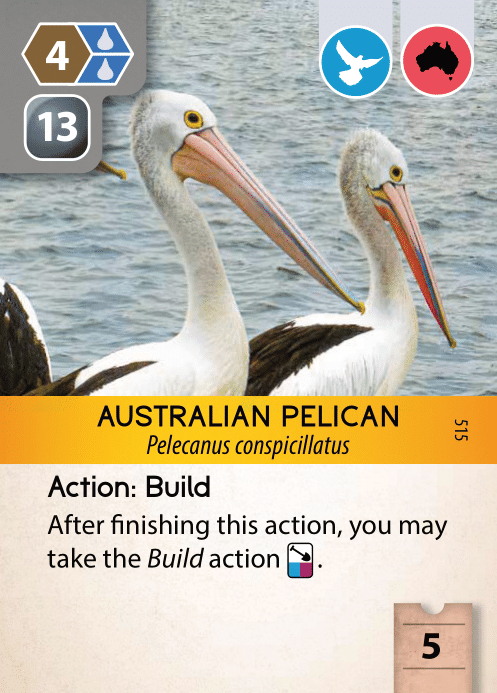 4
13
AUSTRALIAN PELICAN
Pelecanus conspicillatus
515
Action: Build
After finishing this action, you may
take the Build action .
5